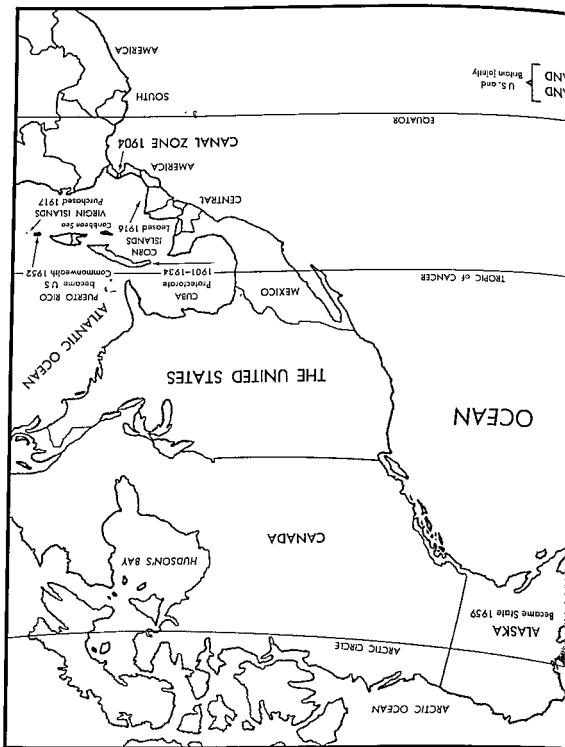 ARCTIC OCEAN
ARCTIC CIRCLE
ALASKA
Became State 1959
HUDSON'S BAY
CANADA
OCEAN
THE UNITED STATES
ATLANTIC OCEAN
TROPIC OF CANCER
MEXICO
CUBA
Protectorate
1901-1934
PUERTO RICO
became U S
Commonwealth 1952
CORN
ISLANDS
Leased 1916
Caribbean Sea
VIRGIN ISLANDS
Purchased 1917
CENTRAL
AMERICA
CANAL ZONE 1904
EQUATOR
SOUTH
AMERICA
AND
AND
U.S. and
Britain jointly